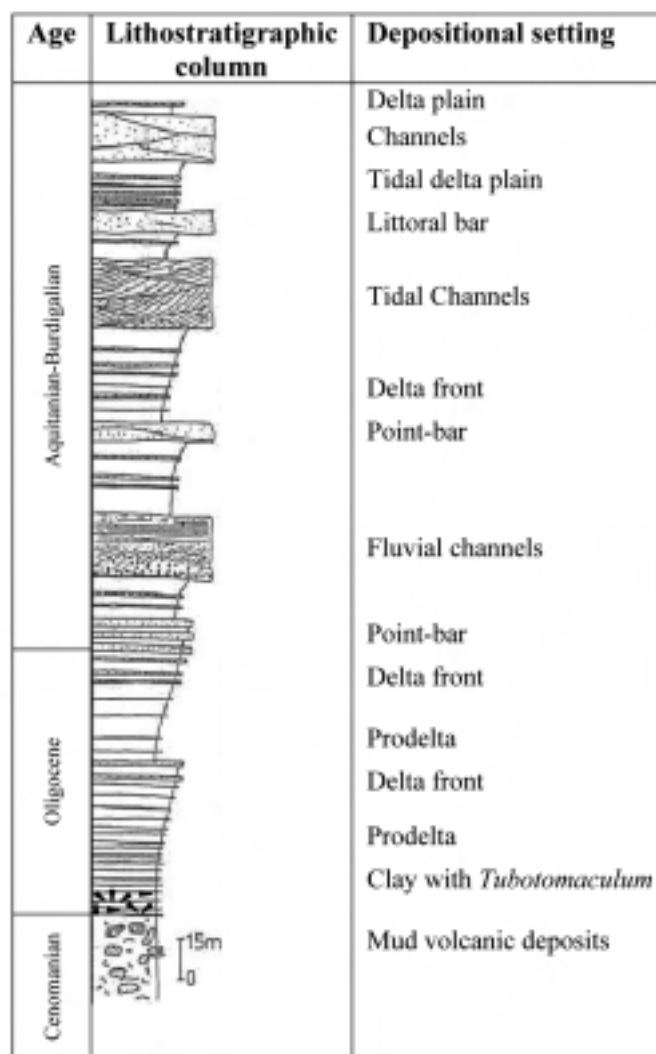 Age
Lithostratigraphic
column
Depositional setting
Delta plain
Channels
Tidal delta plain
Littoral bar
Tidal Channels
Delta front
Point-bar
Fluvial channels
Point-bar
Delta front
Prodelta
Delta front
Prodelta
Clay with Tubotomaculum
Mud volcanic deposits
Aquitanian-Burdigalian
Oligocene
Cenomanian
15m
0